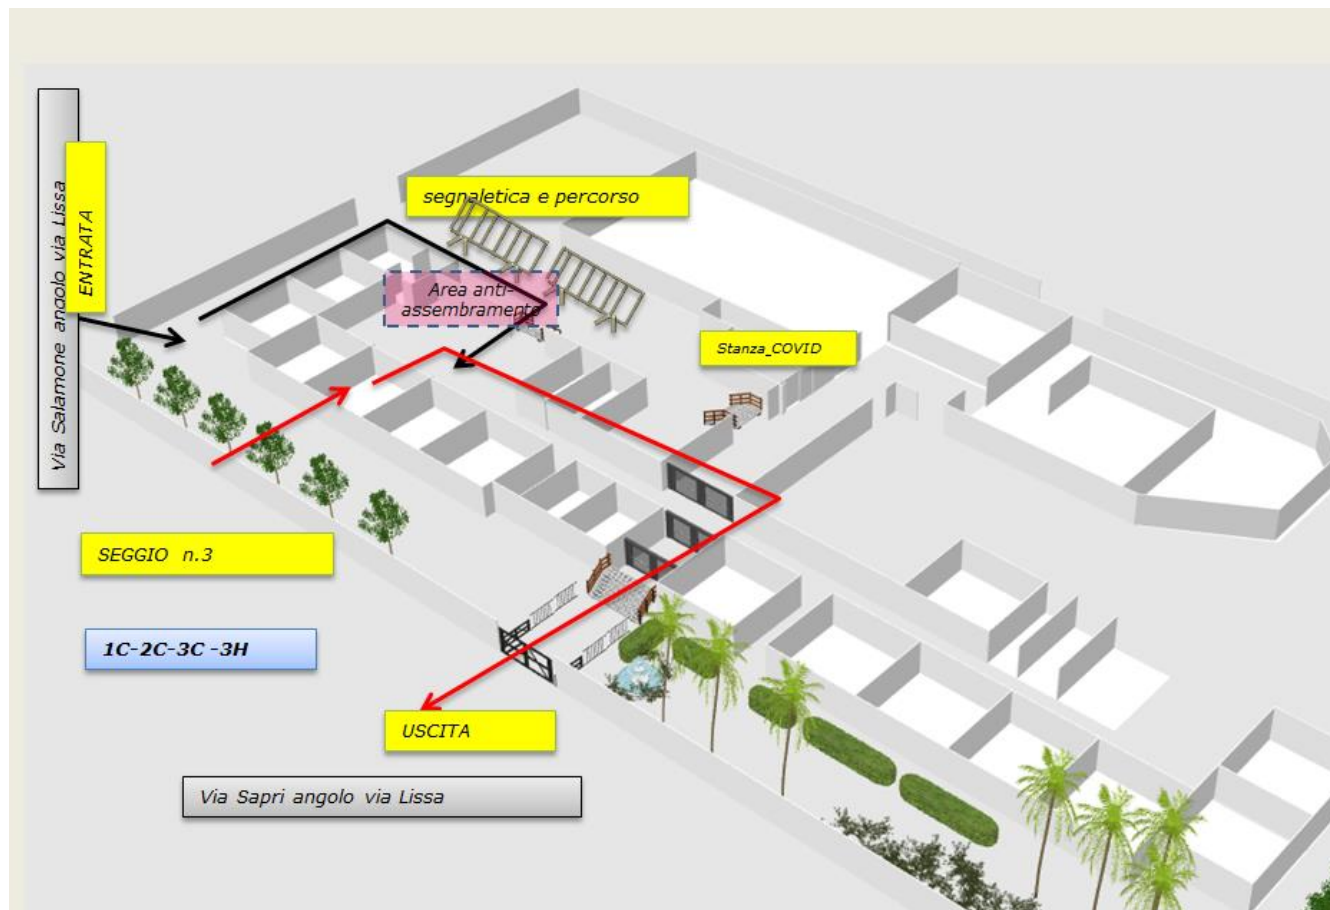 Via Salamone angolo via Lissa
ENTRATA
segnaletica e percorso
Area anti-
assembramento
Stanza_COVID
SEGGIO n.3
1C-2C-3C -3H
USCITA
Via Sapri angolo via Lissa